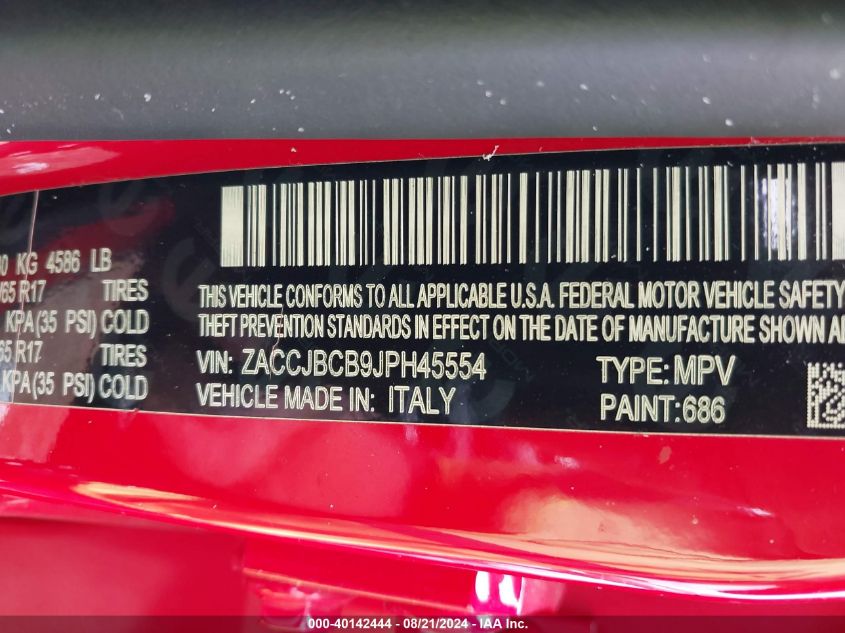 KG 4586 LB
65 R17 TIRES
KPA(35 PSI) COLD
65 R17 TIRES
KPA(35 PSI) COLD
THIS VEHICLE CONFORMS TO ALL APPLICABLE U.S.A. FEDERAL MOTOR VEHICLE SAFETY
THEFT PREVENTION STANDARDS IN EFFECT ON THE DATE OF MANUFACTURE SHOWN
VIN: ZACCJBCB9JPH45554 TYPE: MPV
VEHICLE MADE IN: ITALY PAINT:686
000-40142444 - 08/21/2024 - IAA Inc.